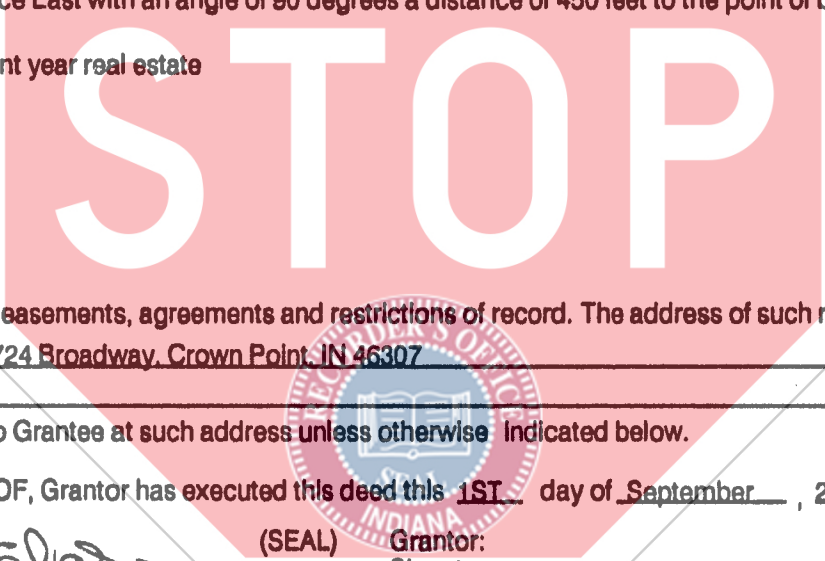 ce East with an angle of 90 degrees a distance of 450 feet to the point of
nt year real estate
STOP
easements, agreements and restrictions of record. The address of such
724 Broadway, Crown Point, IN 46307
RECORDER'S OFFICE
o Grantee at such address unless otherwise indicated below.
OF, Grantor has executed this deed this 1ST day of September , 2
SEAL
INDIANA
(SEAL) Grantor: